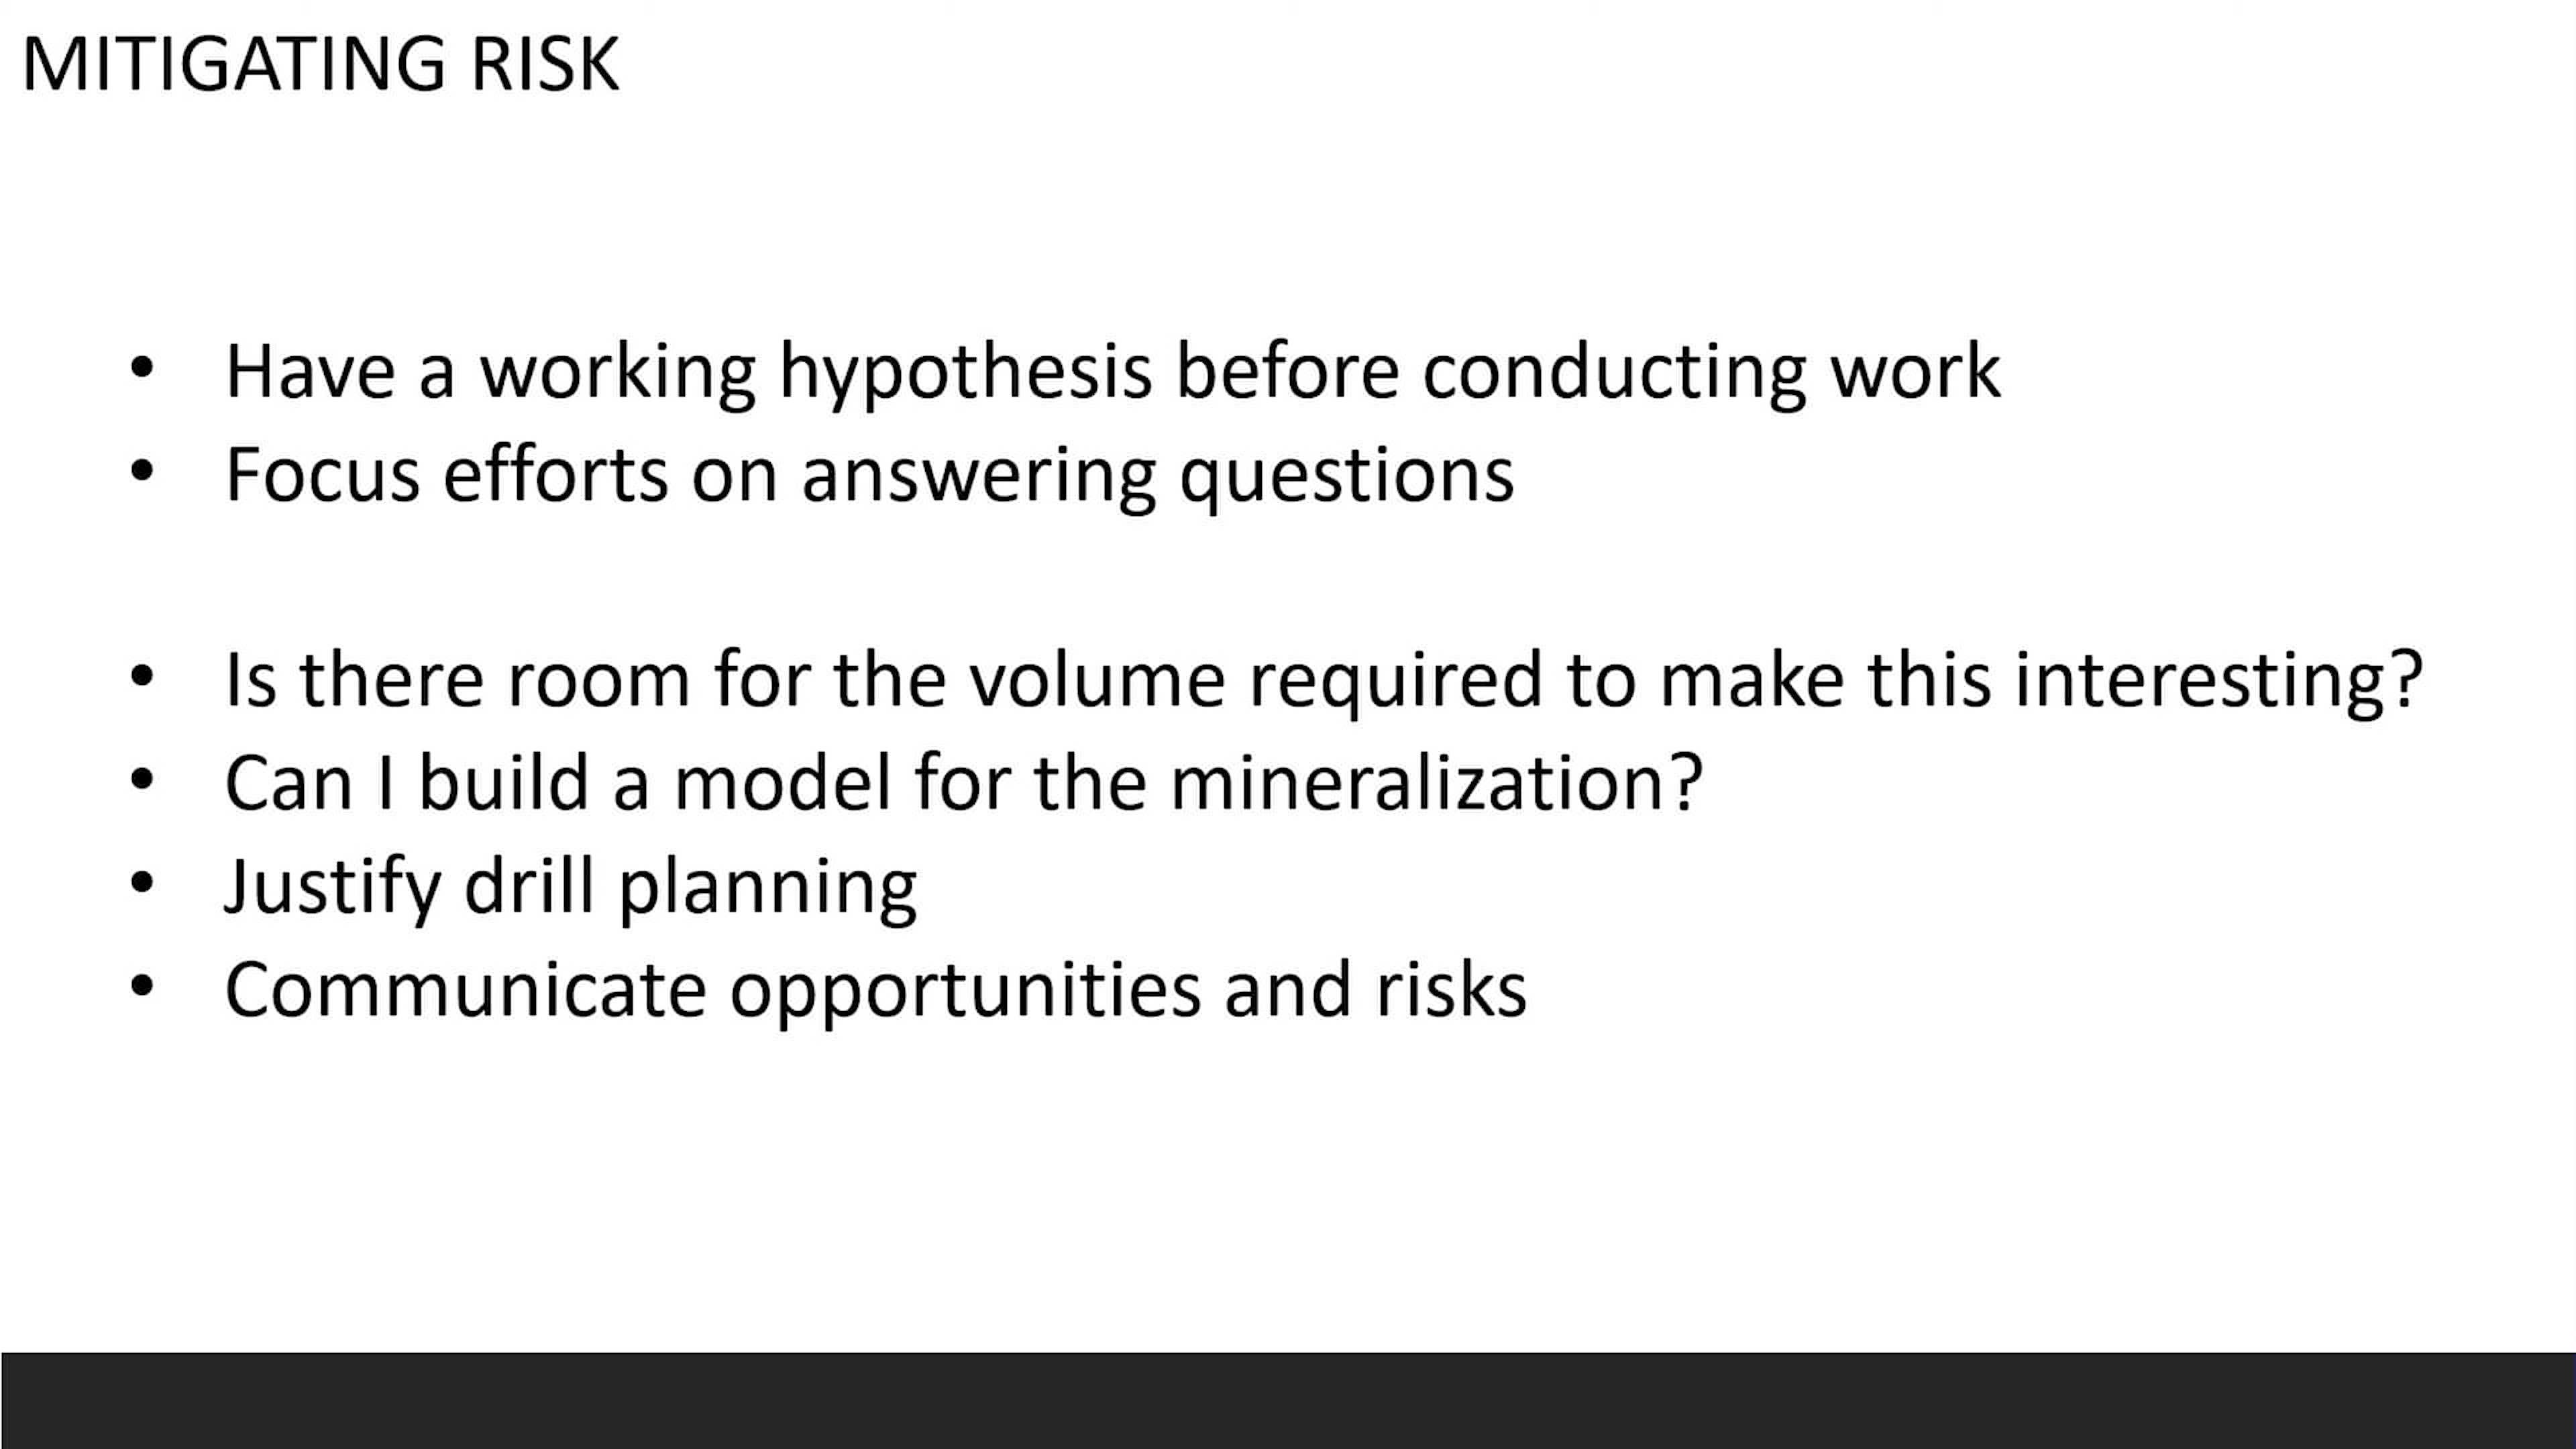 MITIGATING RISK
• Have a working hypothesis before conducting work
• Focus efforts on answering questions
• Is there room for the volume required to make this interesting?
• Can I build a model for the mineralization?
• Justify drill planning
• Communicate opportunities and risks